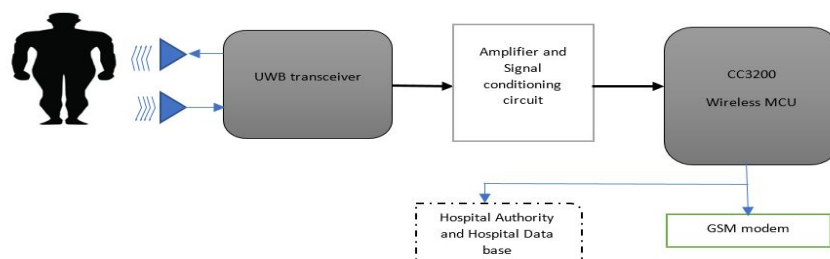 UWB transceiver
Amplifier and
Signal
conditioning
circuit
CC3200
Wireless MCU
Hospital Authority
and Hospital Data
base
GSM modem